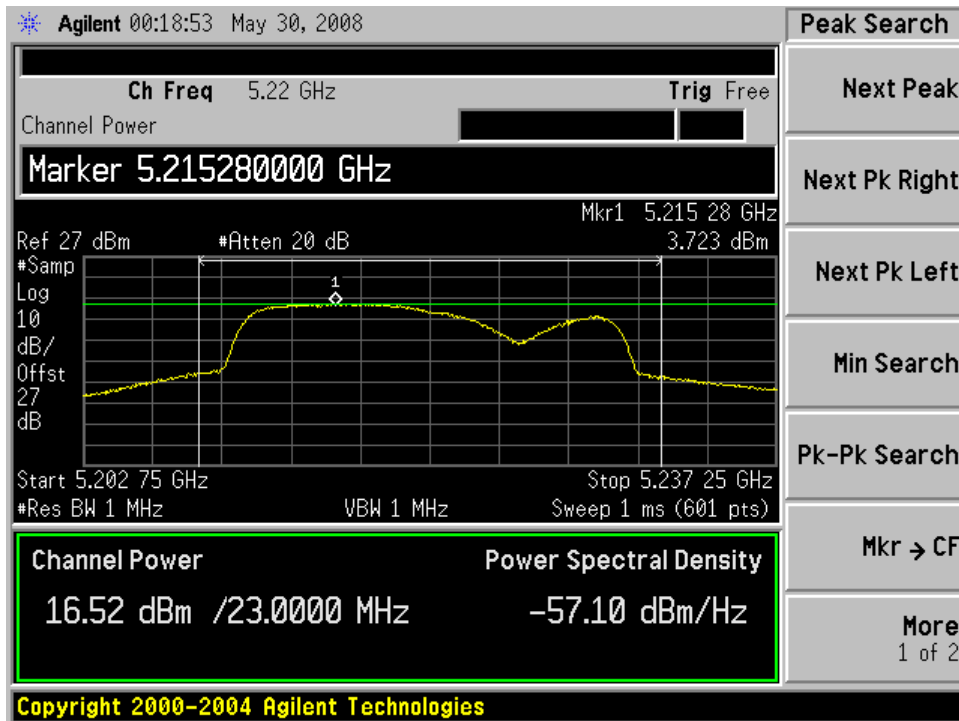 Agilent 00:18:53 May 30, 2008
Peak Search
Ch Freq 5.22 GHz
Trig Free
Channel Power
Marker 5.215280000 GHz
Mkr1 5.215 28 GHz
Ref 27 dBm
#Atten 20 dB
3.723 dBm
#Samp
Log
10
dB/
Offst
27
dB
1
Start 5.202 75 GHz
Stop 5.237 25 GHz
#Res BW 1 MHz
VBW 1 MHz
Sweep 1 ms (601 pts)
Channel Power
Power Spectral Density
16.52 dBm /23.0000 MHz
-57.10 dBm/Hz
Next Peak
Next Pk Right
Next Pk Left
Min Search
Pk-Pk Search
Mkr → CF
More
1 of 2
Copyright 2000-2004 Agilent Technologies